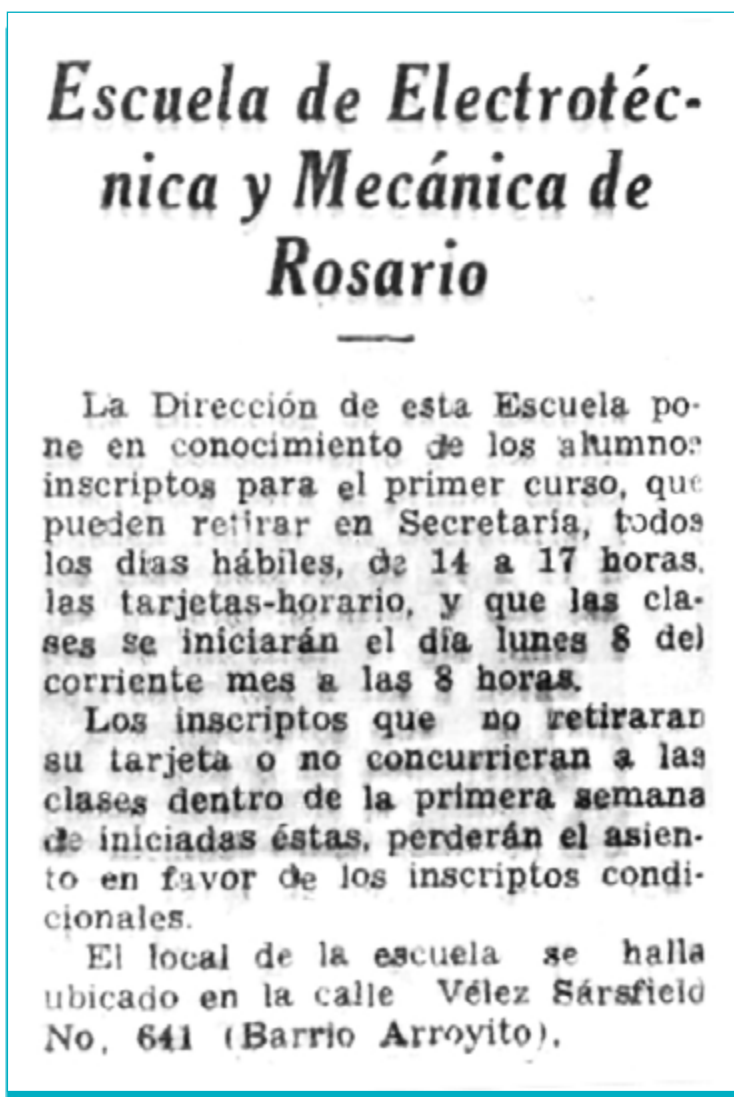 Escuela de Electrotéc-
nica y Mecánica de
Rosario
La Dirección de esta Escuela po-
ne en conocimiento de los alumnos
inscriptos para el primer curso, que
pueden retirar en Secretaría, todos
los días hábiles, de 14 a 17 horas,
las tarjetas-horario, y que las cla-
ses se iniciarán el día lunes 8 del
corriente mes a las 8 horas.
Los inscriptos que no retiraran
su tarjeta o no concurrieran a las
clases dentro de la primera semana
de iniciadas éstas, perderán el asien-
to en favor de los inscriptos condi-
cionales.
El local de la escuela se halla
ubicado en la calle Vélez Sársfield
No. 641 (Barrio Arroyito).